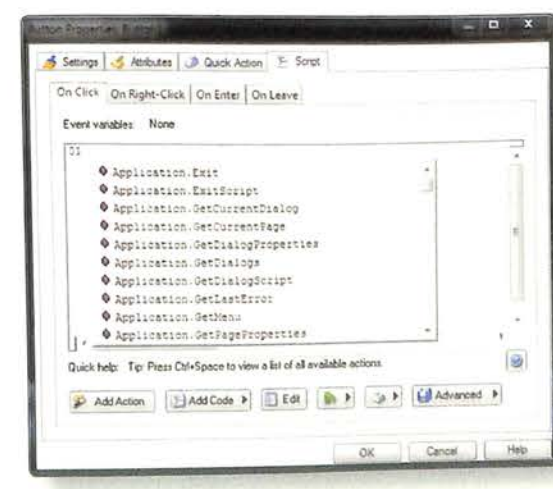 Button Properties
Settings Attributes Quick Action Script
On Click On Right-Click On Enter On Leave
Event variables: None
01
Application.Exit
Application.ExitScript
Application.GetCurrentDialog
Application.GetCurrentPage
Application.GetDialogProperties
Application.GetDialogs
Application.GetDialogScript
Application.GetLastError
Application.GetMenu
Application.GetPageProperties
Quick help: Tip: Press Ctrl+Space to view a list of all available actions.
Add Action Add Code Edit Advanced
OK Cancel Help